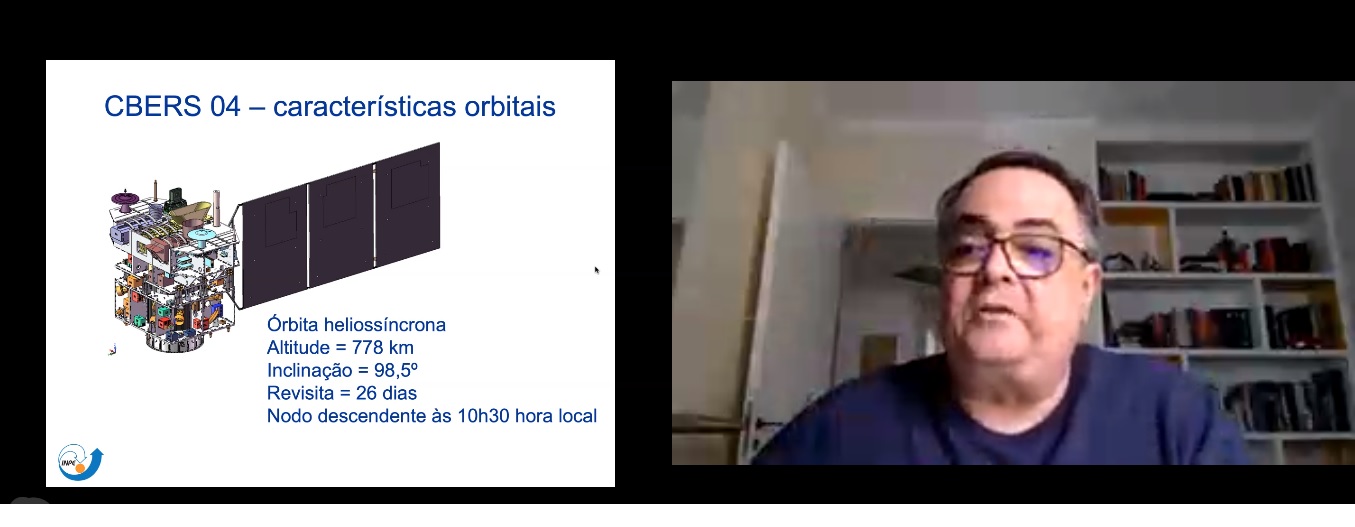 CBERS 04 – características orbitais
Órbita heliossíncrona
Altitude = 778 km
Inclinação = 98,5º
Revisita = 26 dias
Nodo descendente às 10h30 hora local
INPE